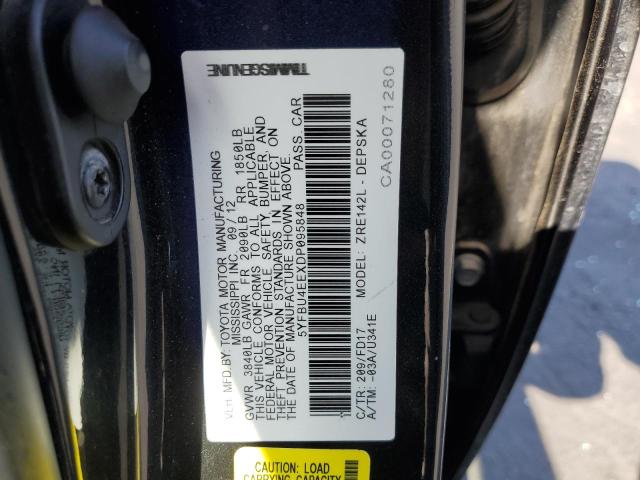 TMMISGENUINE
VEH. MFD. BY: TOYOTA MOTOR MANUFACTURING
MISSISSIPPI INC. 09/12
GVWR 3840LB GAWR FR 2090LB RR 1850LB
THIS VEHICLE CONFORMS TO ALL APPLICABLE
FEDERAL MOTOR VEHICLE SAFETY, BUMPER, AND
THEFT PREVENTION STANDARDS IN EFFECT ON
THE DATE OF MANUFACTURE SHOWN ABOVE.
5YFBU4EEXDP095848 PASS. CAR
C/TR: 209/FD17 MODEL: ZRE142L - DEPSKA
A/TM: -03A/U341E
CA00071280
CAUTION: LOAD
CARRYING CAPACITY